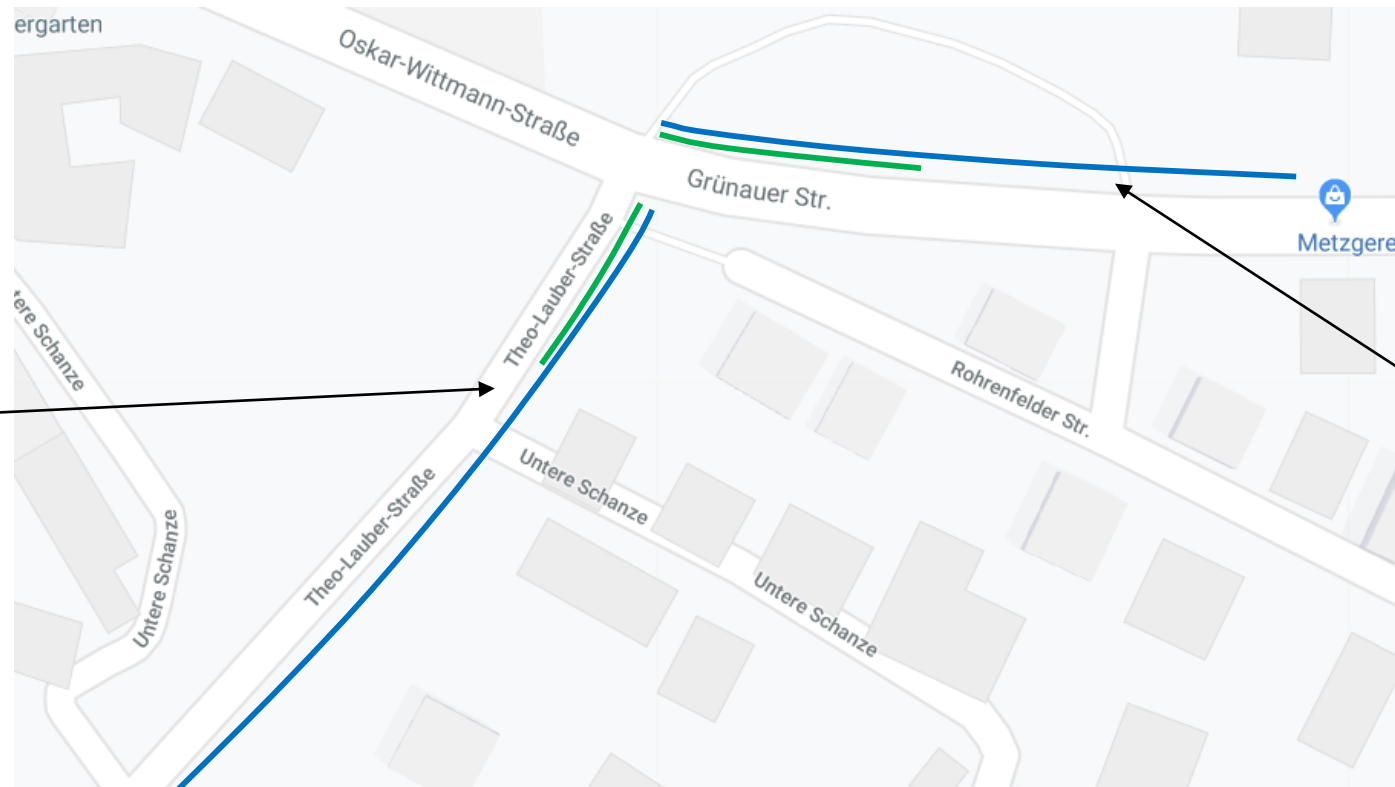 ergarten
Oskar-Wittmann-Straße
Grünauer Str.
Metzgere
Theo-Lauber-Straße
tere Schanze
Rohrenfelder Str.
Untere Schanze
Theo-Lauber-Straße
Untere Schanze
Untere Schanze